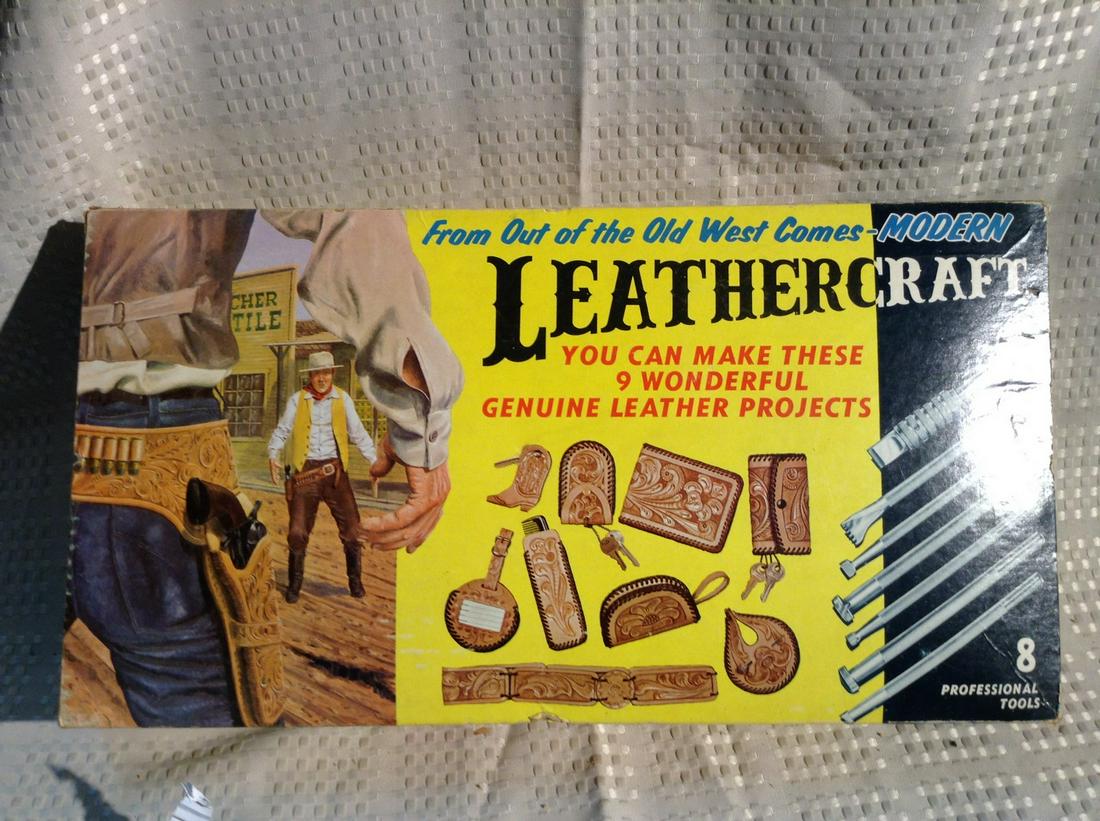 From Out of the Old West Comes-MODERN
LEATHERCRAFT
YOU CAN MAKE THESE
9 WONDERFUL
GENUINE LEATHER PROJECTS
CHER
TILE
8
PROFESSIONAL
TOOLS